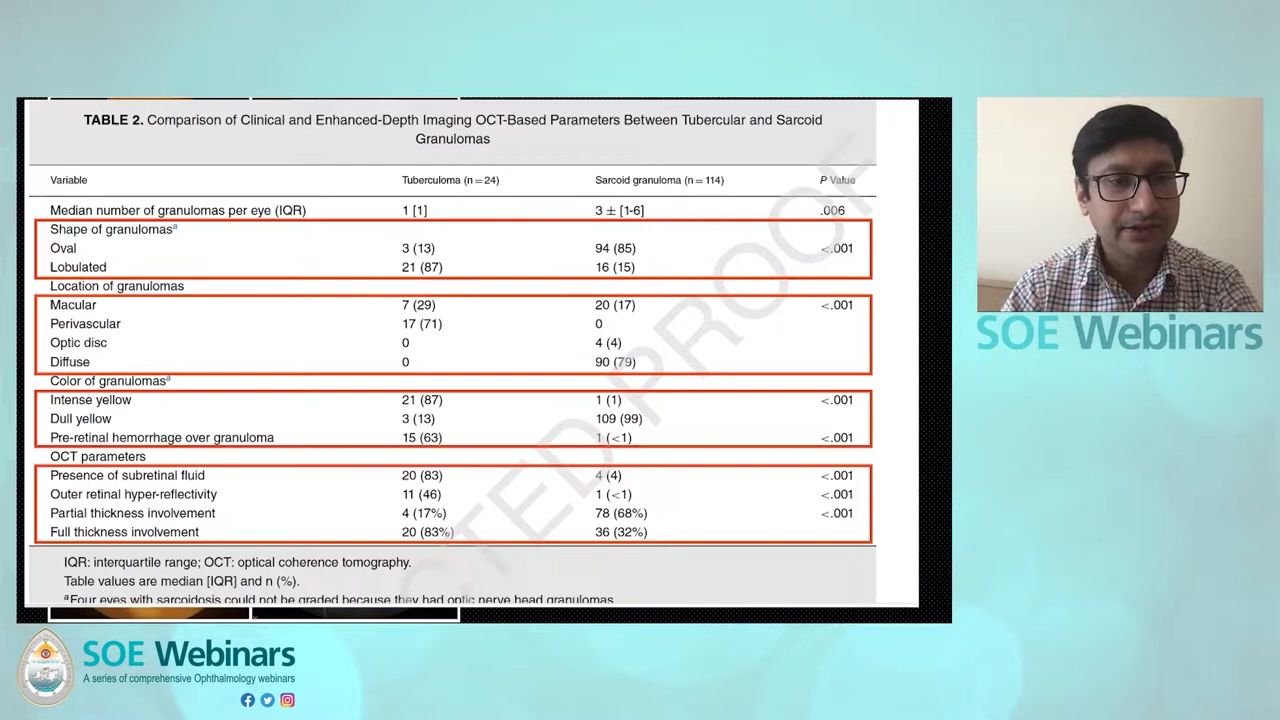 TABLE 2. Comparison of Clinical and Enhanced-Depth Imaging OCT-Based Parameters Between Tubercular and Sarcoid
Granulomas
Variable Tuberculoma (n=24) Sarcoid granuloma (n=114) P Value
Median number of granulomas per eye (IQR) 1 [1] 3 ± [1-6] .006
Shape of granulomasa
Oval 3 (13) 94 (85) <.001
Lobulated 21 (87) 16 (15)
Location of granulomas
Macular 7 (29) 20 (17) <.001
Perivascular 17 (71) 0
Optic disc 0 4 (4)
Diffuse 0 90 (79)
Color of granulomasa
Intense yellow 21 (87) 1 (1) <.001
Dull yellow 3 (13) 109 (99)
Pre-retinal hemorrhage over granuloma 15 (63) 1 (<1) <.001
OCT parameters
Presence of subretinal fluid 20 (83) 4 (4) <.001
Outer retinal hyper-reflectivity 11 (46) 1 (<1) <.001
Partial thickness involvement 4 (17%) 78 (68%) <.001
Full thickness involvement 20 (83%) 36 (32%)
IQR: interquartile range; OCT: optical coherence tomography.
Table values are median [IQR] and n (%).
aFour eyes with sarcoidosis could not be graded because they had optic nerve head granulomas
CTED PROOF
SOE Webinars
SOE Webinars
A series of comprehensive Ophthalmology webinars